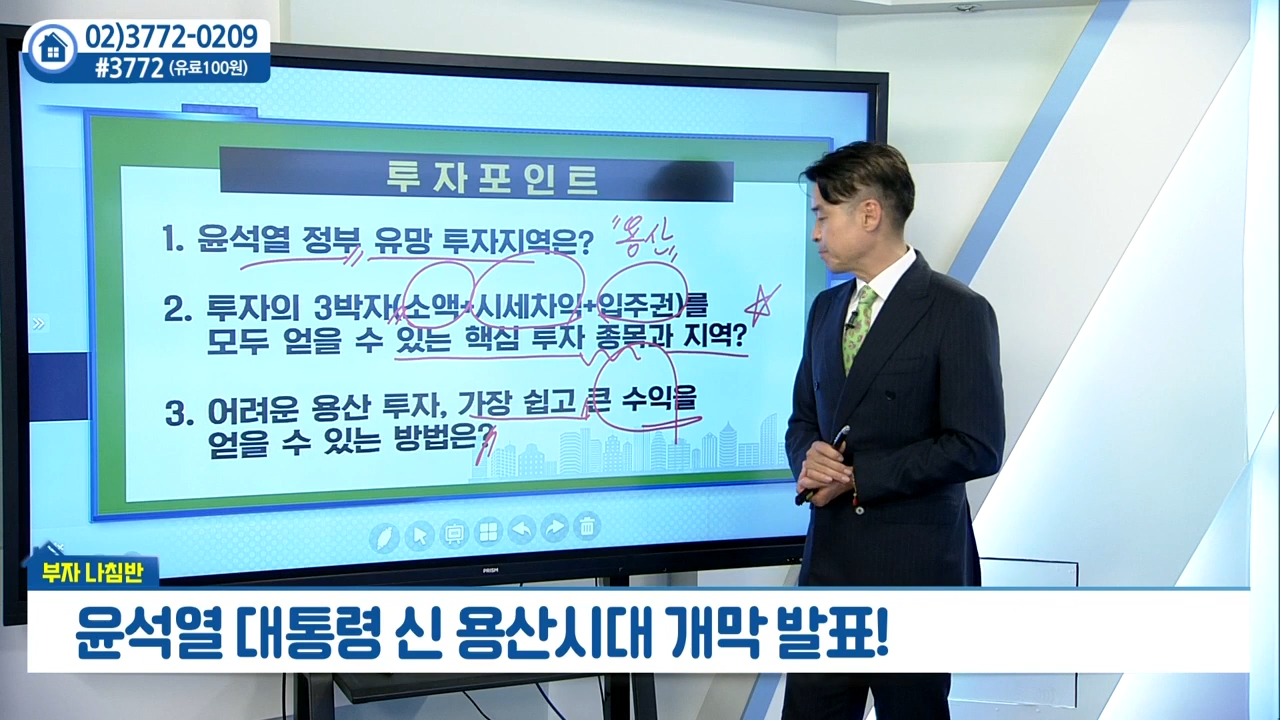 02)3772-0209
#3772 (유료100원)
투자포인트
1. 윤석열 정부 유망 투자지역은? "용산"
2. 투자의 3박자(소액+시세차익+입주권)를
모두 얻을 수 있는 핵심 투자 종목과 지역?
3. 어려운 용산 투자, 가장 쉽고 큰 수익을
얻을 수 있는 방법은?
PRISM
부자 나침반
윤석열 대통령 신 용산시대 개막 발표!